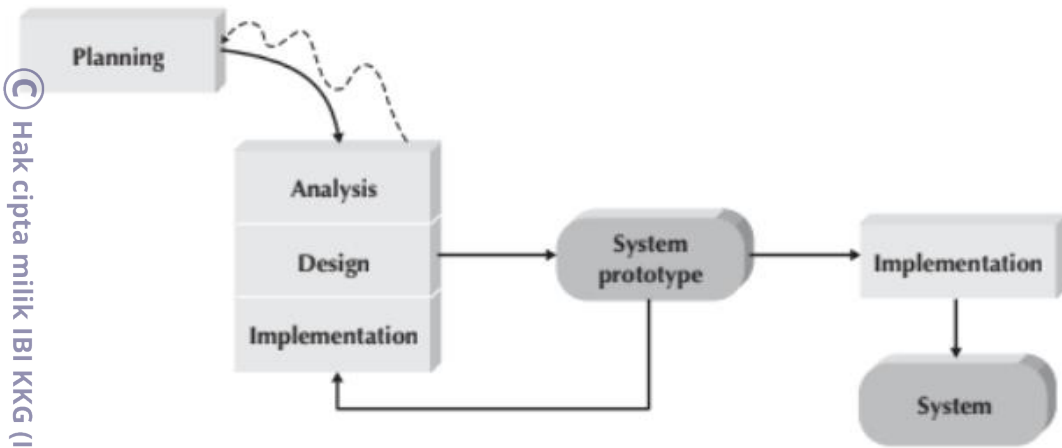 Planning
Analysis
Design
Implementation
System
prototype
Implementation
System
© Hak cipta milik IBI KKG (I